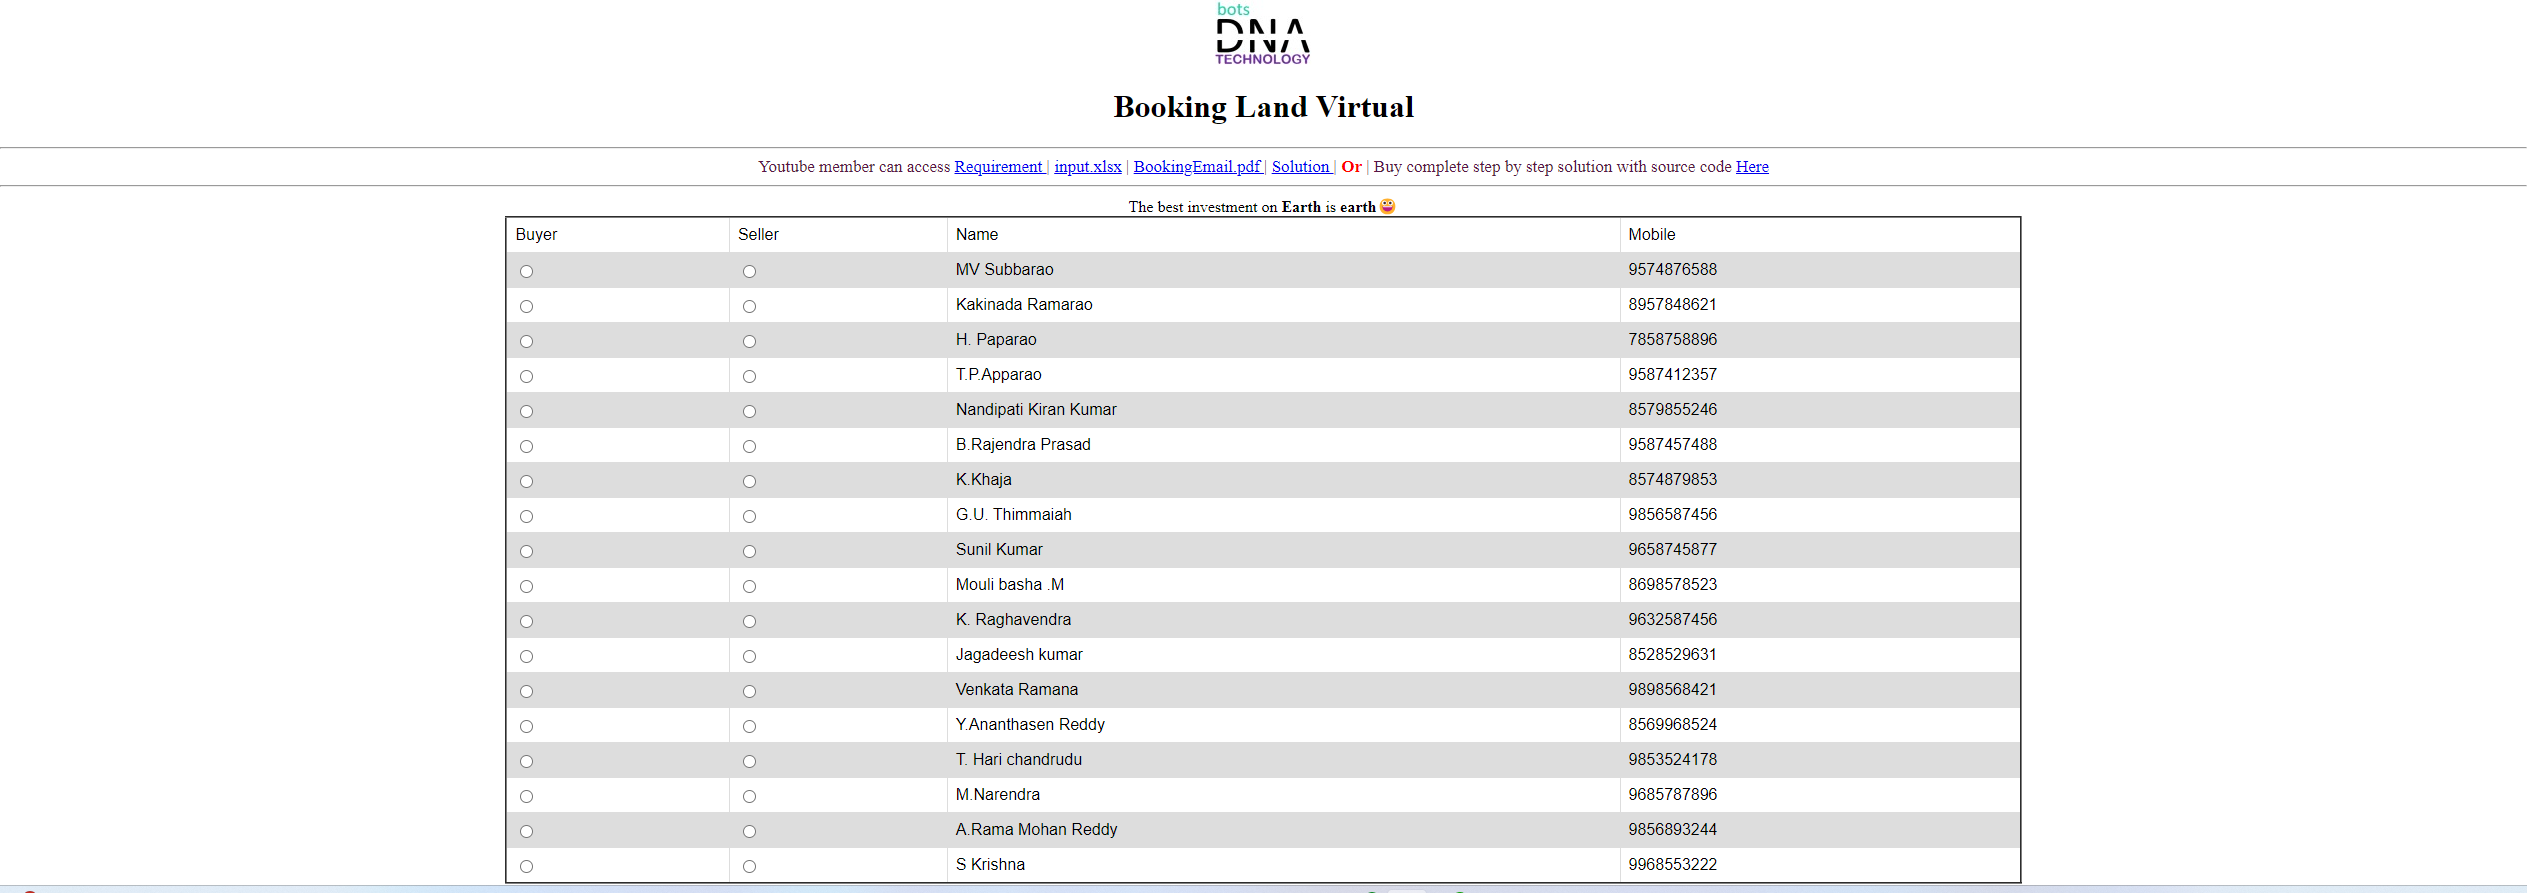 bots
DNA
TECHNOLOGY
Booking Land Virtual
Youtube member can access Requirement | input.xlsx | BookingEmail.pdf | Solution | Or | Buy complete step by step solution with source code Here
The best investment on Earth is earth😀
Buyer Seller Name Mobile
MV Subbarao 9574876588
Kakinada Ramarao 8957848621
H. Paparao 7858758896
T.P.Apparao 9587412357
Nandipati Kiran Kumar 8579855246
B.Rajendra Prasad 9587457488
K.Khaja 8574879853
G.U. Thimmaiah 9856587456
Sunil Kumar 9658745877
Mouli basha .M 8698578523
K. Raghavendra 9632587456
Jagadeesh kumar 8528529631
Venkata Ramana 9898568421
Y.Ananthasen Reddy 8569968524
T. Hari chandrudu 9853524178
M.Narendra 9685787896
A.Rama Mohan Reddy 9856893244
S Krishna 9968553222